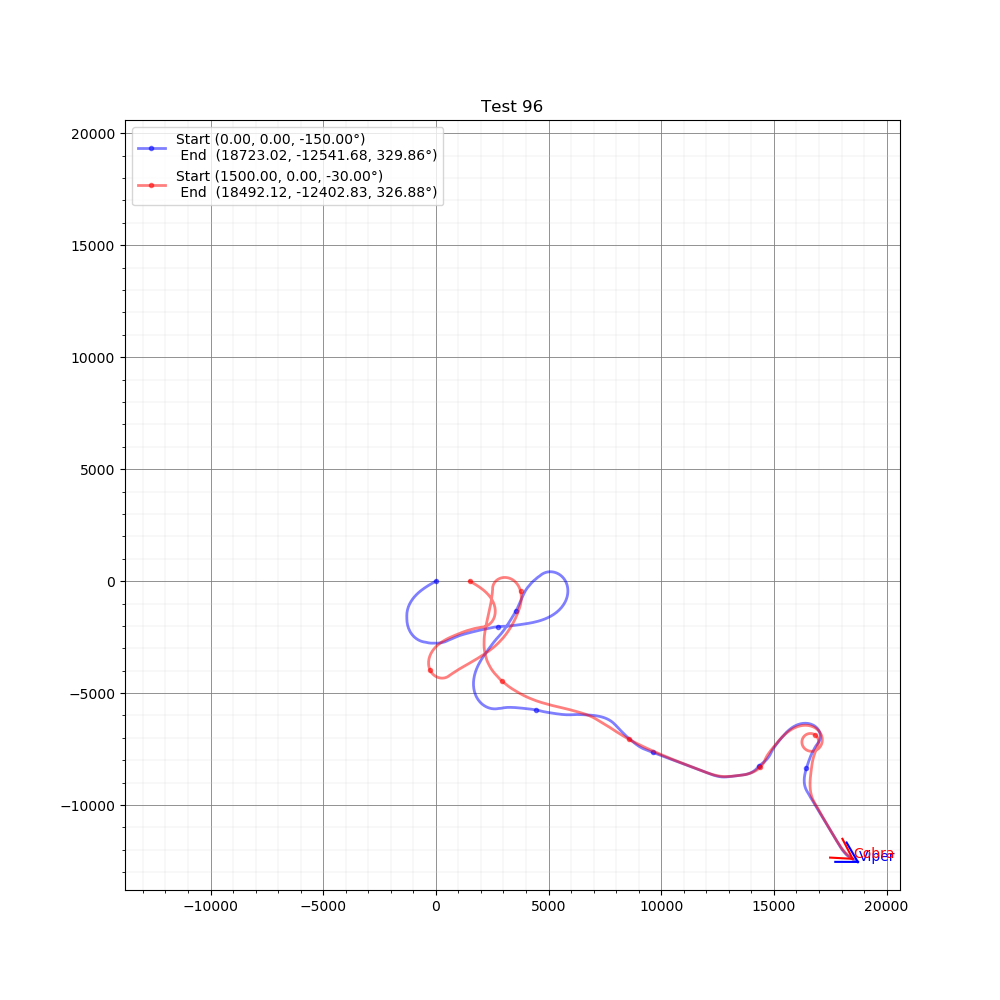 Test 96
Start (0.00, 0.00, -150.00°)
End (18723.02, -12541.68, 329.86°)
Start (1500.00, 0.00, -30.00°)
End (18492.12, -12402.83, 326.88°)
20000
15000
10000
5000
0
−5000
−10000
Cobra
Viper
−10000
−5000
0
5000
10000
15000
20000